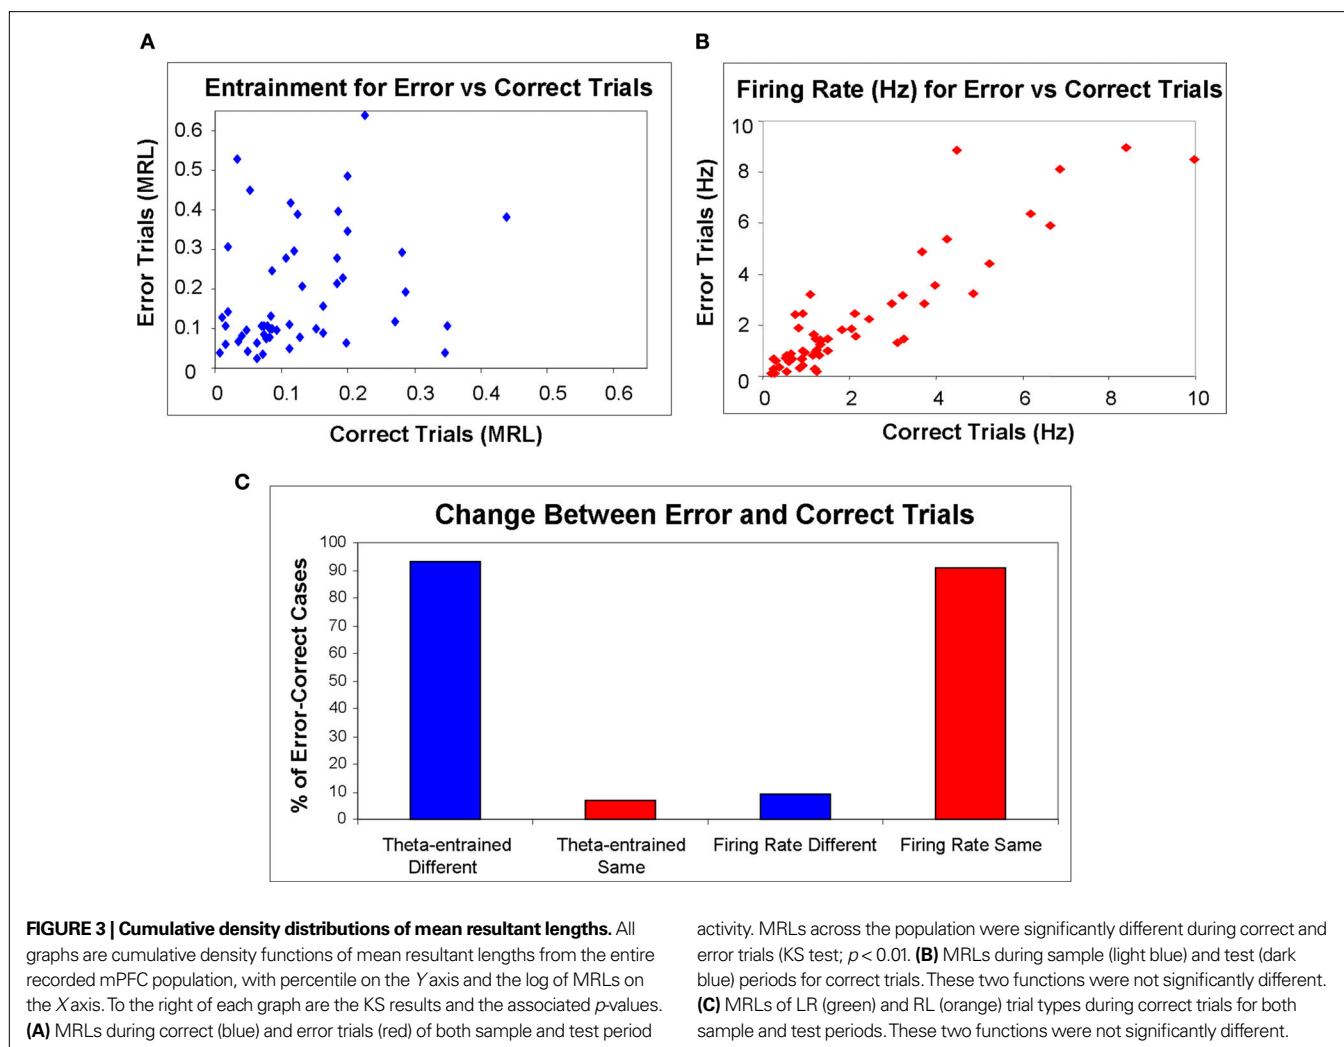 A
Entrainment for Error vs Correct Trials
Error Trials (MRL)
0.6
0.5
0.4
0.3
0.2
0.1
0
0 0.1 0.2 0.3 0.4 0.5 0.6
Correct Trials (MRL)
B
Firing Rate (Hz) for Error vs Correct Trials
Error Trials (Hz)
10
8
6
4
2
0
0 2 4 6 8 10
Correct Trials (Hz)
C
Change Between Error and Correct Trials
% of Error-Correct Cases
100
90
80
70
60
50
40
30
20
10
0
Theta-entrained
Different
Theta-entrained
Same
Firing Rate Different
Firing Rate Same
FIGURE 3 | Cumulative density distributions of mean resultant lengths. All
graphs are cumulative density functions of mean resultant lengths from the entire
recorded mPFC population, with percentile on the Y axis and the log of MRLs on
the X axis. To the right of each graph are the KS results and the associated p-values.
(A) MRLs during correct (blue) and error trials (red) of both sample and test period
activity. MRLs across the population were significantly different during correct and
error trials (KS test; p < 0.01. (B) MRLs during sample (light blue) and test (dark
blue) periods for correct trials. These two functions were not significantly different.
(C) MRLs of LR (green) and RL (orange) trial types during correct trials for both
sample and test periods. These two functions were not significantly different.